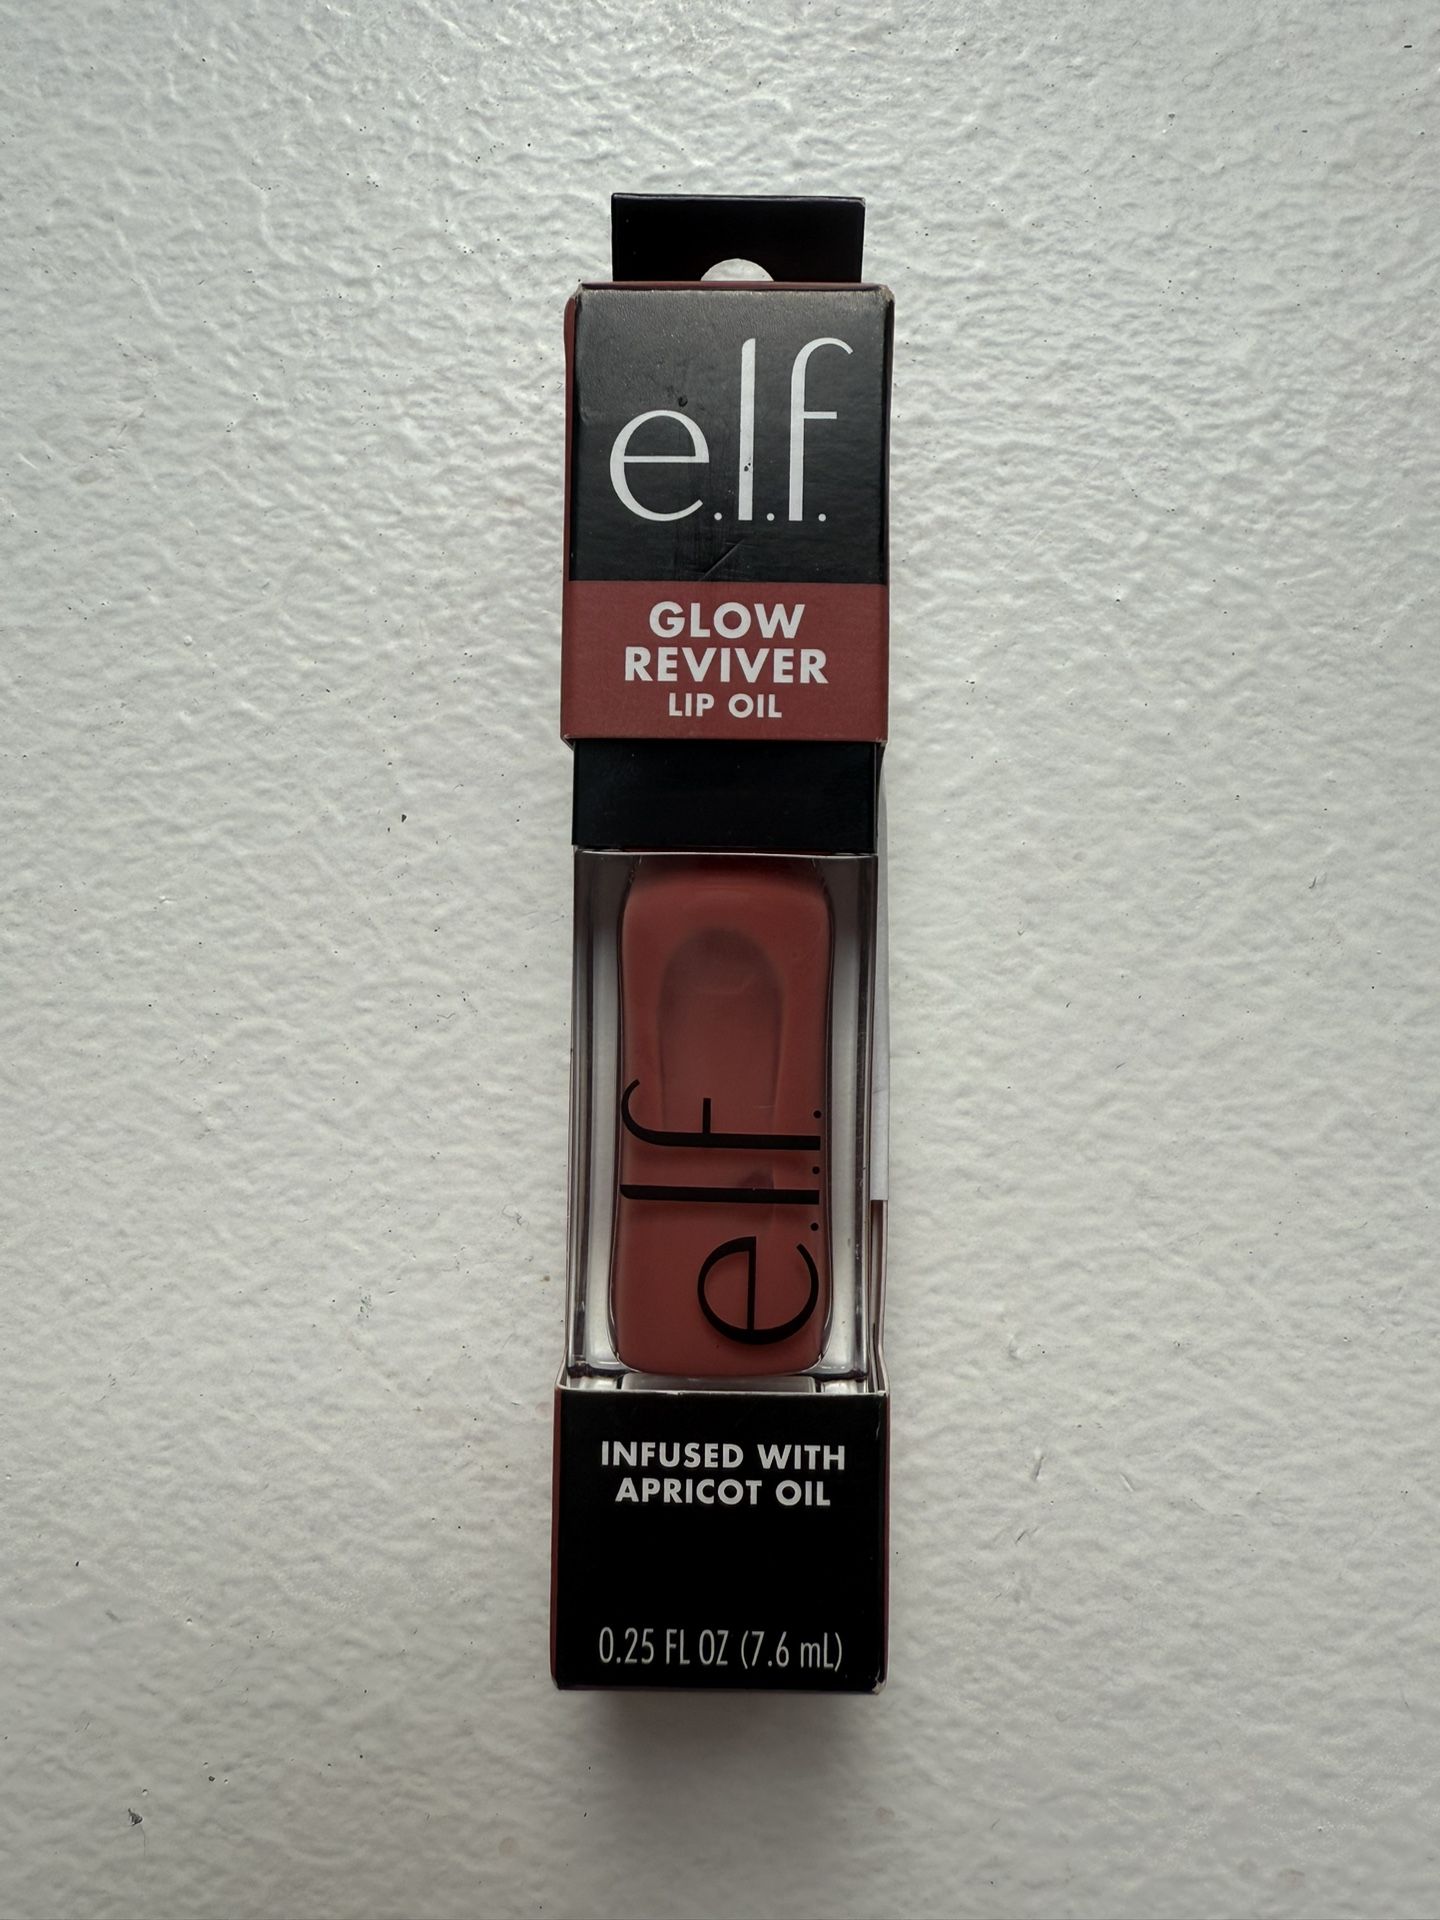 e.l.f.
GLOW
REVIVER
LIP OIL
e.l.f.
INFUSED WITH
APRICOT OIL
0.25 FL OZ (7.6 mL)